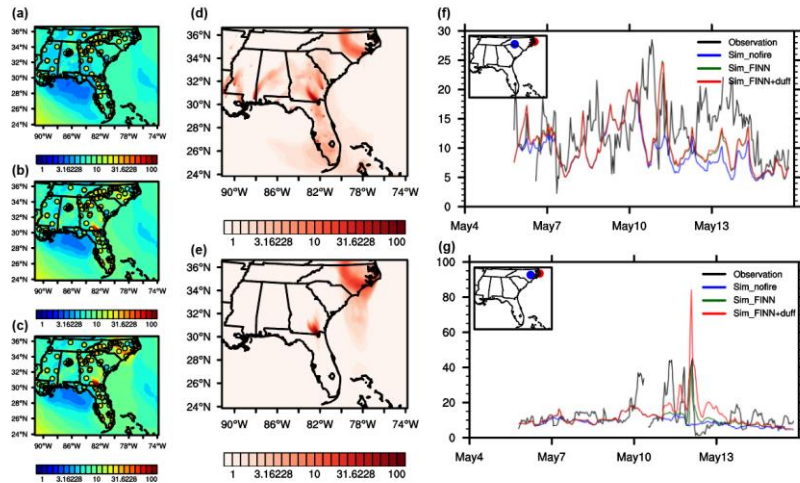 (a)
36°N
34°N
32°N
30°N
28°N
26°N
24°N
90°W 86°W 82°W 78°W 74°W
1 3.16228 10 31.6228 100
(b)
36°N
34°N
32°N
30°N
28°N
26°N
24°N
90°W 86°W 82°W 78°W 74°W
1 3.16228 10 31.6228 100
(c)
36°N
34°N
32°N
30°N
28°N
26°N
24°N
90°W 86°W 82°W 78°W 74°W
1 3.16228 10 31.6228 100
(d)
36°N
34°N
32°N
30°N
28°N
26°N
24°N
90°W 86°W 82°W 78°W 74°W
1 3.16228 10 31.6228 100
(e)
36°N
34°N
32°N
30°N
28°N
26°N
24°N
90°W 86°W 82°W 78°W 74°W
1 3.16228 10 31.6228 100
(f)
30
25
20
15
10
5
0
Observation
Sim_nofire
Sim_FINN
Sim_FINN+duff
May4 May7 May10 May13
(g)
100
80
60
40
20
0
Observation
Sim_nofire
Sim_FINN
Sim_FINN+duff
May4 May7 May10 May13